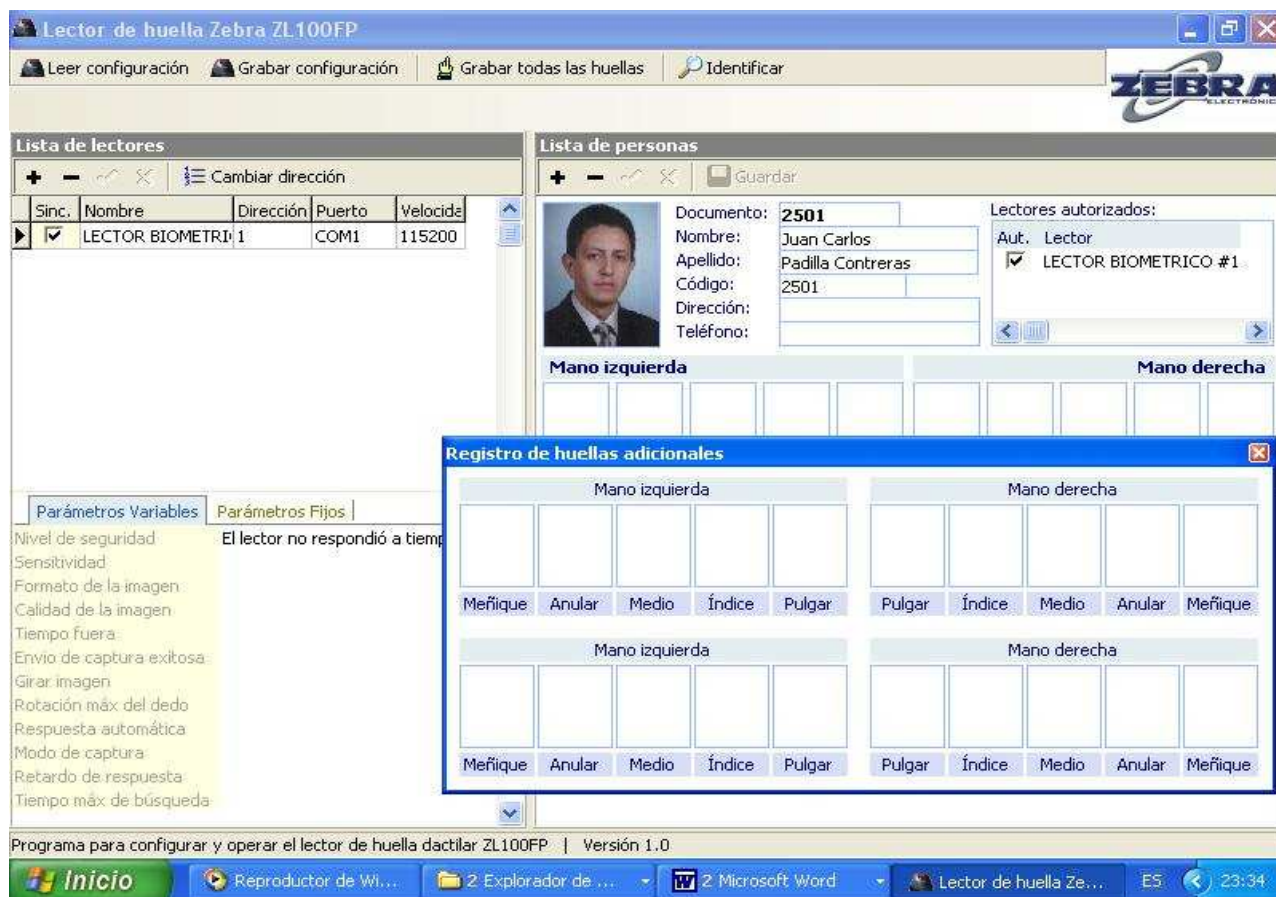 Lector de huella Zebra ZL100FP
Leer configuración Grabar configuración Grabar todas las huellas Identificar
ZEBRA
ELECTRÓNICA
Lista de lectores
Cambiar dirección
Sinc. Nombre Dirección Puerto Velocida
LECTOR BIOMETRI 1 COM1 115200
Lista de personas
Guardar
Documento: 2501
Nombre: Juan Carlos
Apellido: Padilla Contreras
Código: 2501
Dirección:
Teléfono:
Lectores autorizados:
Aut. Lector
LECTOR BIOMETRICO #1
Mano izquierda Mano derecha
Parámetros Variables Parámetros Fijos
Nivel de seguridad El lector no respondió a tiemp
Sensitividad
Formato de la imagen
Calidad de la imagen
Tiempo fuera
Envio de captura exitosa
Girar imagen
Rotación máx del dedo
Respuesta automática
Modo de captura
Retardo de respuesta
Tiempo máx de búsqueda
Registro de huellas adicionales
Mano izquierda Mano derecha
Meñique Anular Medio Índice Pulgar Pulgar Índice Medio Anular Meñique
Mano izquierda Mano derecha
Meñique Anular Medio Índice Pulgar Pulgar Índice Medio Anular Meñique
Programa para configurar y operar el lector de huella dactilar ZL100FP | Versión 1.0
Inicio Reproductor de Wi... 2 Explorador de ... 2 Microsoft Word Lector de huella Ze... ES 23:34